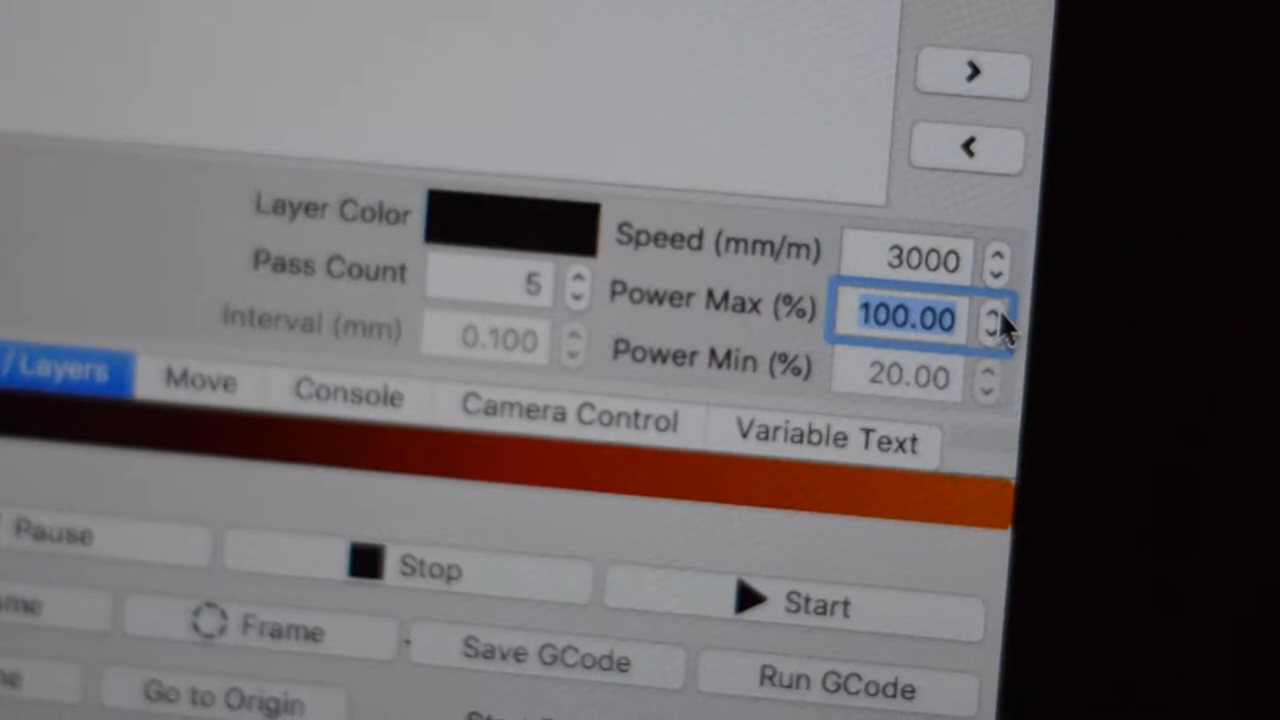 >
<
Layer Color
Speed (mm/m) 3000
Pass Count 5
Power Max (%) 100.00
Interval (mm) 0.100
Power Min (%) 20.00
/ Layers Move Console Camera Control Variable Text
Pause Stop Start
Frame Save GCode Run GCode
Go to Origin